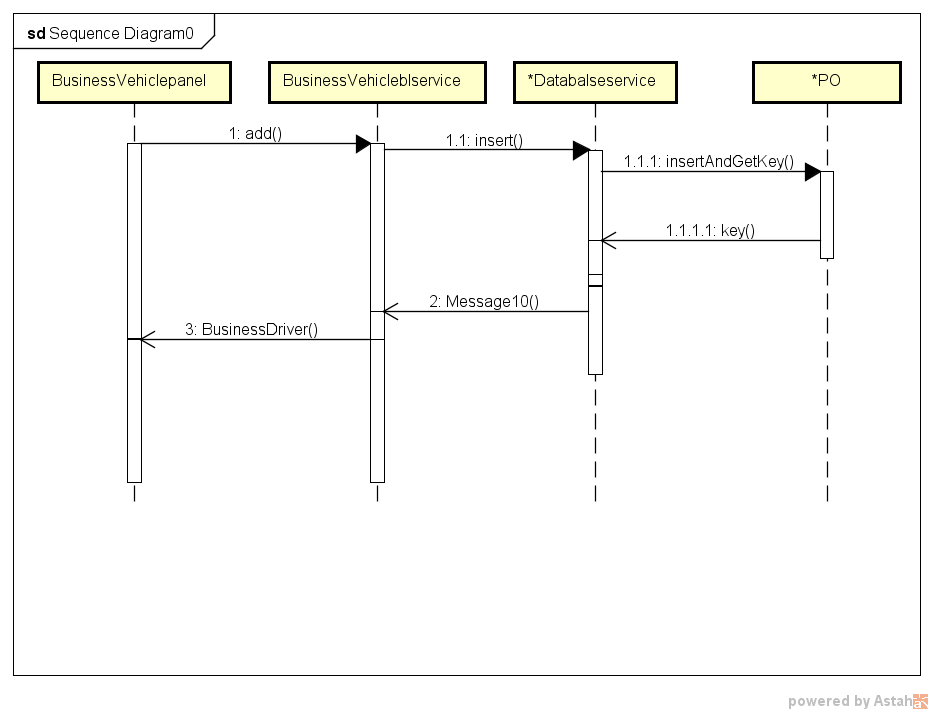 sd Sequence Diagram0
BusinessVehiclepanel
BusinessVehicleblservice
*Databalseservice
*PO
1: add()
1.1: insert()
1.1.1: insertAndGetKey()
1.1.1.1: key()
2: Message10()
3: BusinessDriver()
powered by Astah